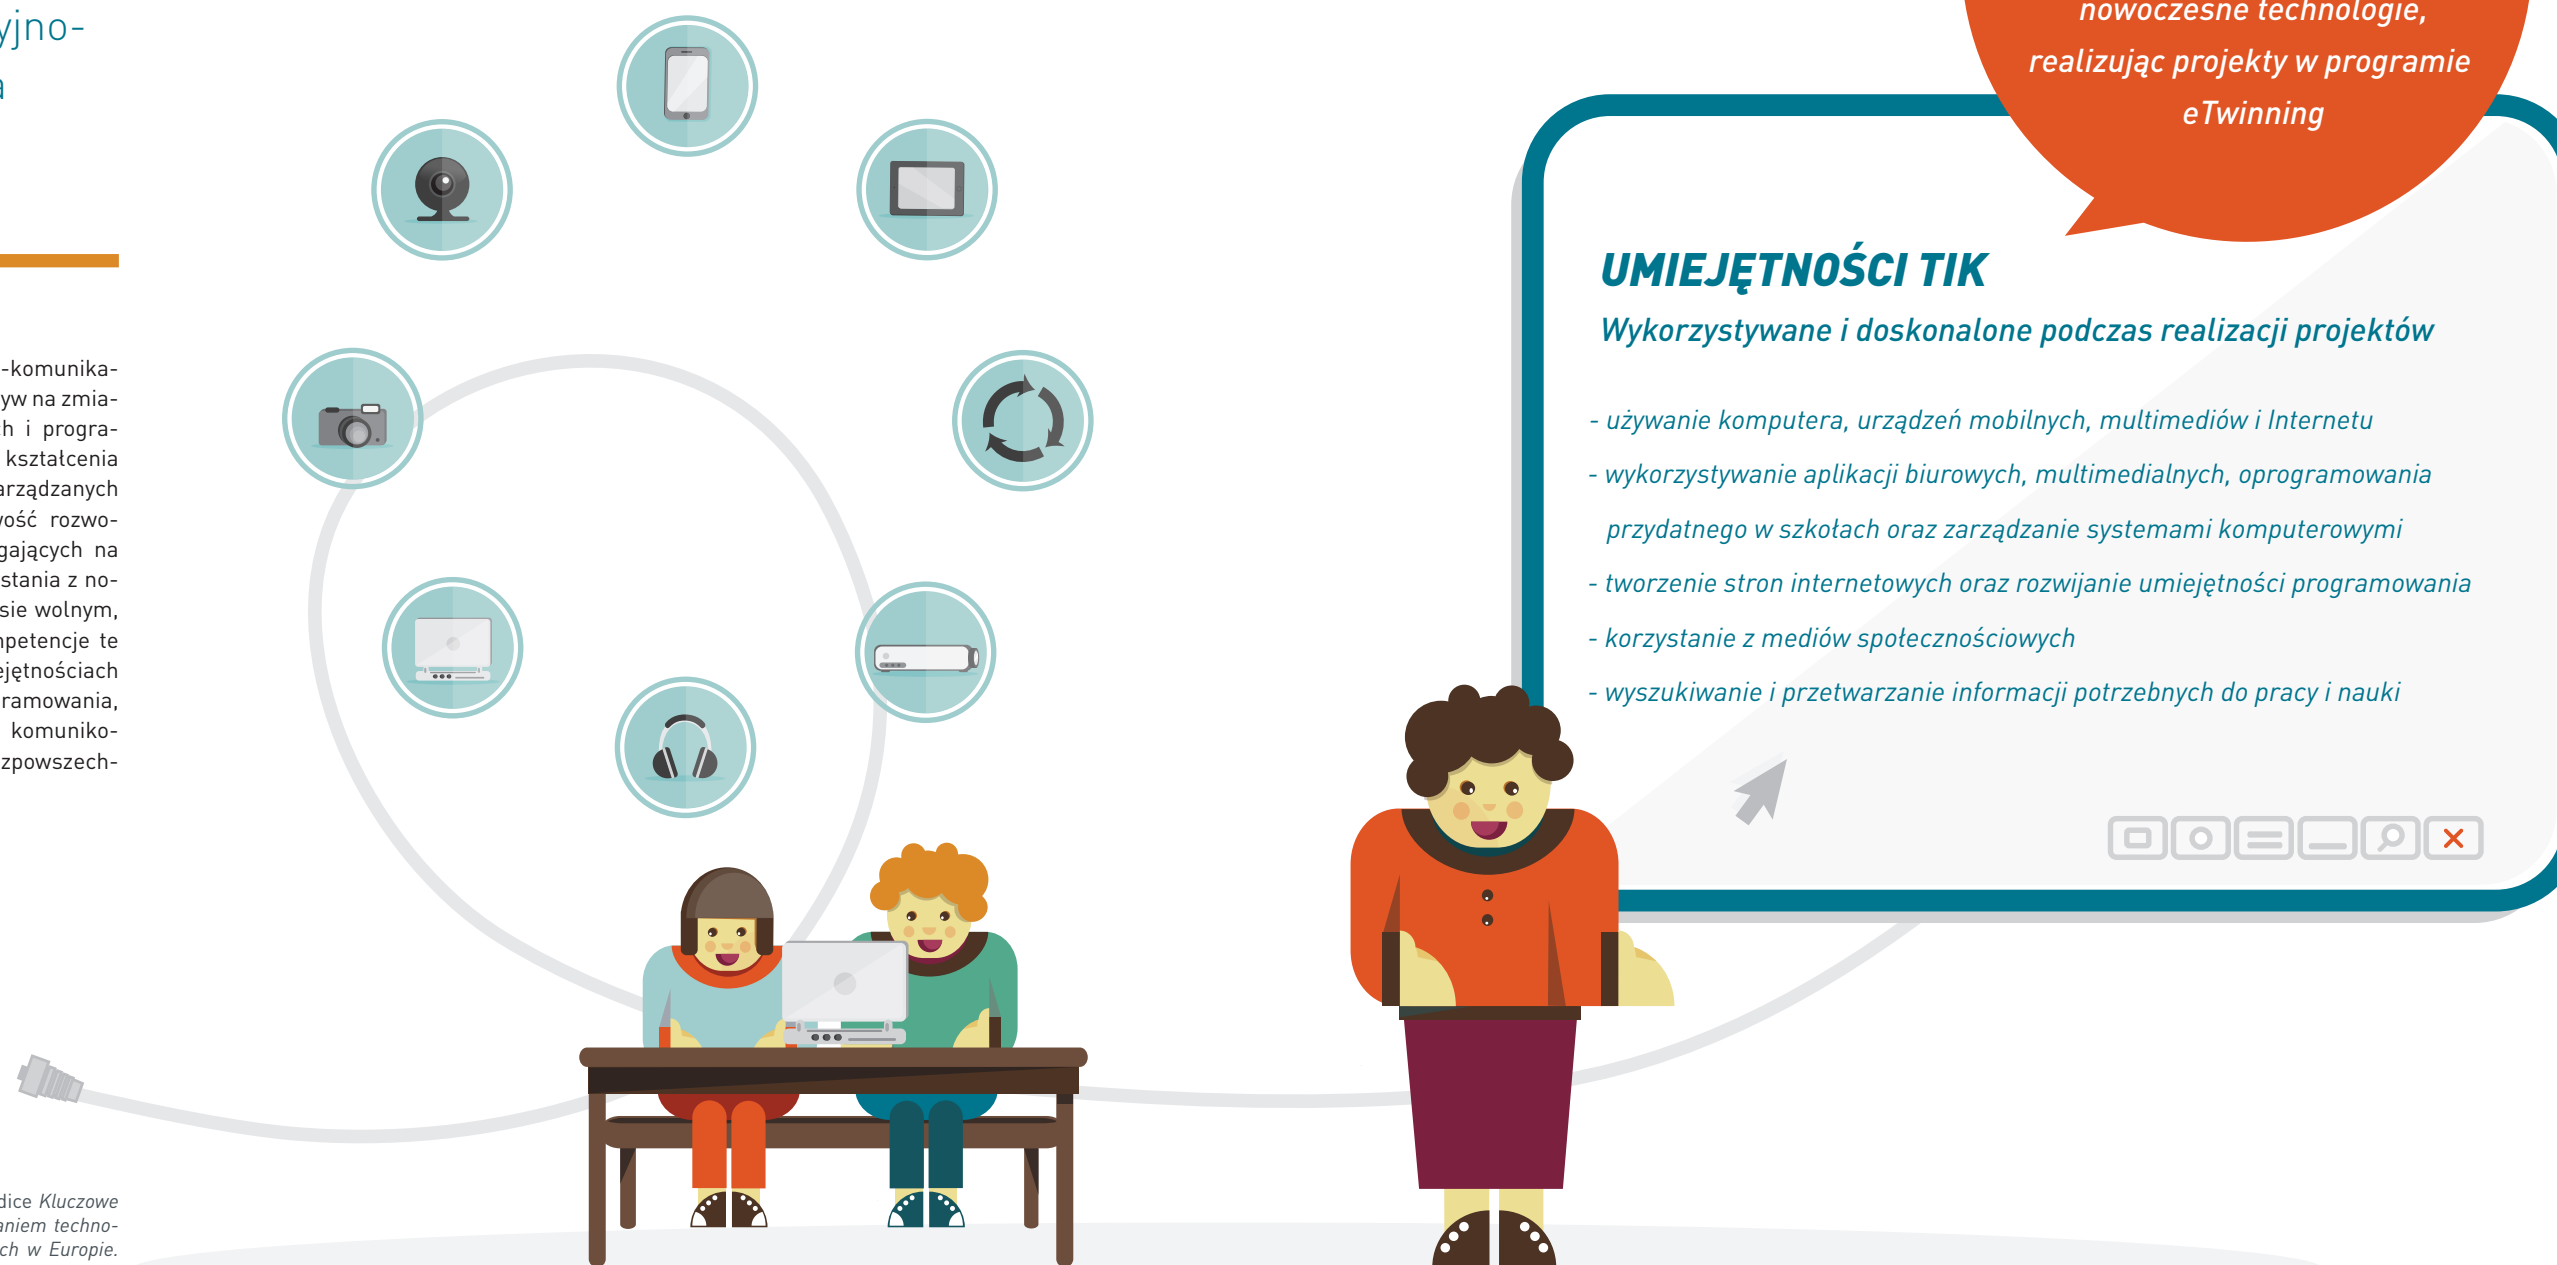 yjno-
a
-komunika-
yw na zmia-
h i progra-
kształcenia
arządzanych
wość rozwo-
gających na
stania z no-
sie wolnym,
mpetencje te
ejętnościach
ramowania,
komuniko-
zpowszech-
dice Kluczowe
aniem techno-
ch w Europie.
nowoczesne technologie,
realizując projekty w programie
eTwinning
UMIEJĘTNOŚCI TIK
Wykorzystywane i doskonalone podczas realizacji projektów
- używanie komputera, urządzeń mobilnych, multimediów i Internetu
- wykorzystywanie aplikacji biurowych, multimedialnych, oprogramowania
przydatnego w szkołach oraz zarządzanie systemami komputerowymi
- tworzenie stron internetowych oraz rozwijanie umiejętności programowania
- korzystanie z mediów społecznościowych
- wyszukiwanie i przetwarzanie informacji potrzebnych do pracy i nauki